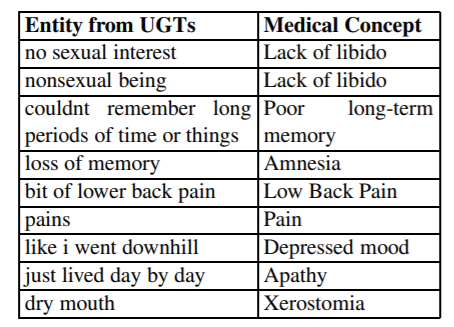 Entity from UGTs Medical Concept
no sexual interest Lack of libido
nonsexual being Lack of libido
couldnt remember long Poor long-term
periods of time or things memory
loss of memory Amnesia
bit of lower back pain Low Back Pain
pains Pain
like i went downhill Depressed mood
just lived day by day Apathy
dry mouth Xerostomia